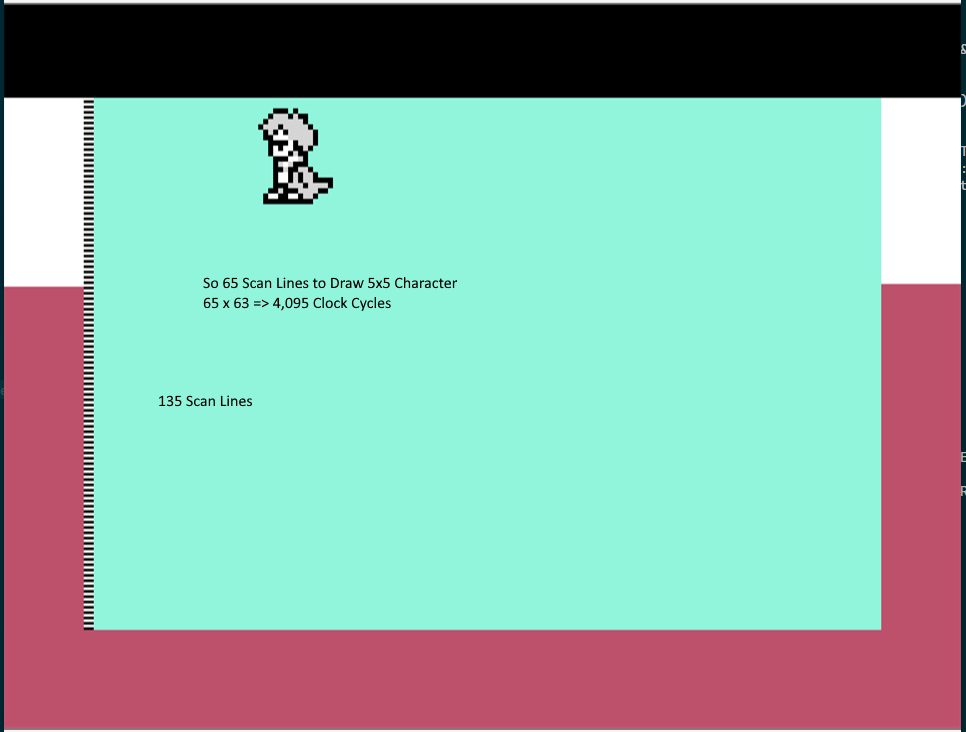 So 65 Scan Lines to Draw 5x5 Character
65 x 63 => 4,095 Clock Cycles
135 Scan Lines